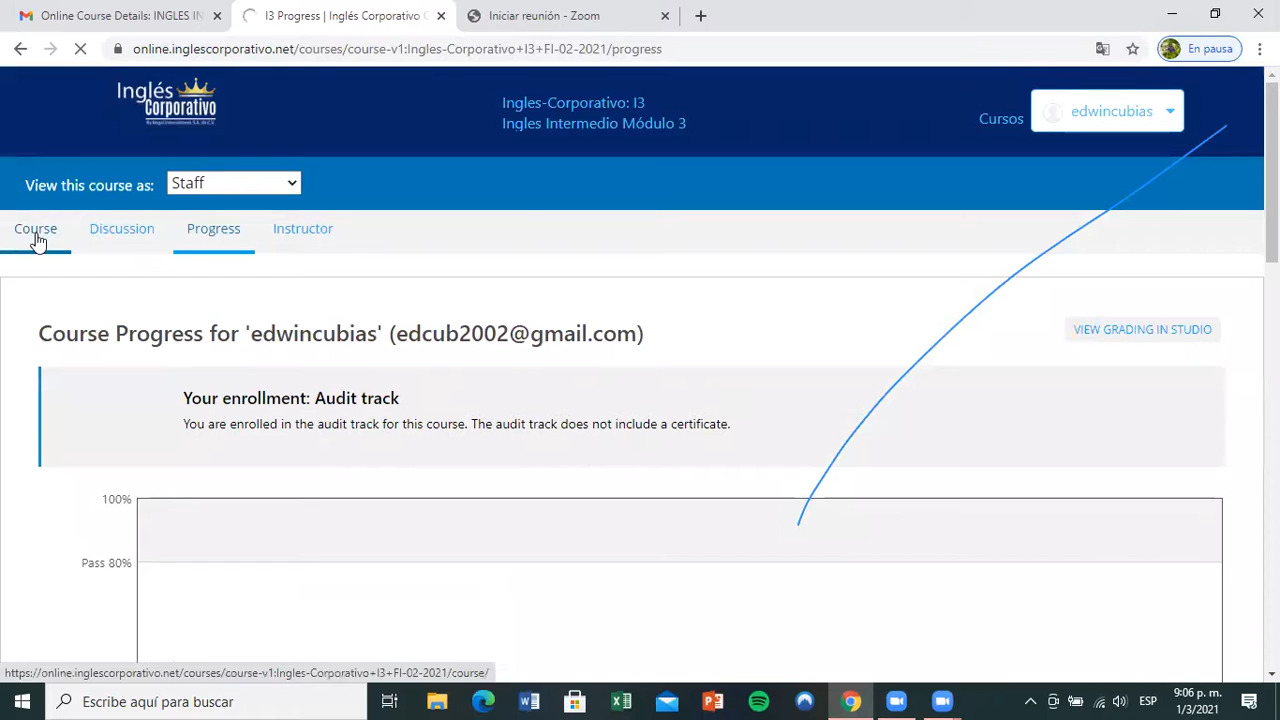 Online Course Details: INGLES IN
I3 Progress | Inglés Corporativo C
Iniciar reunión - Zoom
online.inglescorporativo.net/courses/course-v1:Ingles-Corporativo+I3+FI-02-2021/progress
En pausa
Inglés
Corporativo
Ingles-Corporativo: I3
Ingles Intermedio Módulo 3
Cursos
edwincubias
View this course as:
Staff
Course
Discussion
Progress
Instructor
Course Progress for 'edwincubias' (edcub2002@gmail.com)
VIEW GRADING IN STUDIO
Your enrollment: Audit track
You are enrolled in the audit track for this course. The audit track does not include a certificate.
100%
Pass 80%
https://online.inglescorporativo.net/courses/course-v1:Ingles-Corporativo+I3+FI-02-2021/course/
Escribe aquí para buscar
ESP
9:06 p. m.
1/3/2021